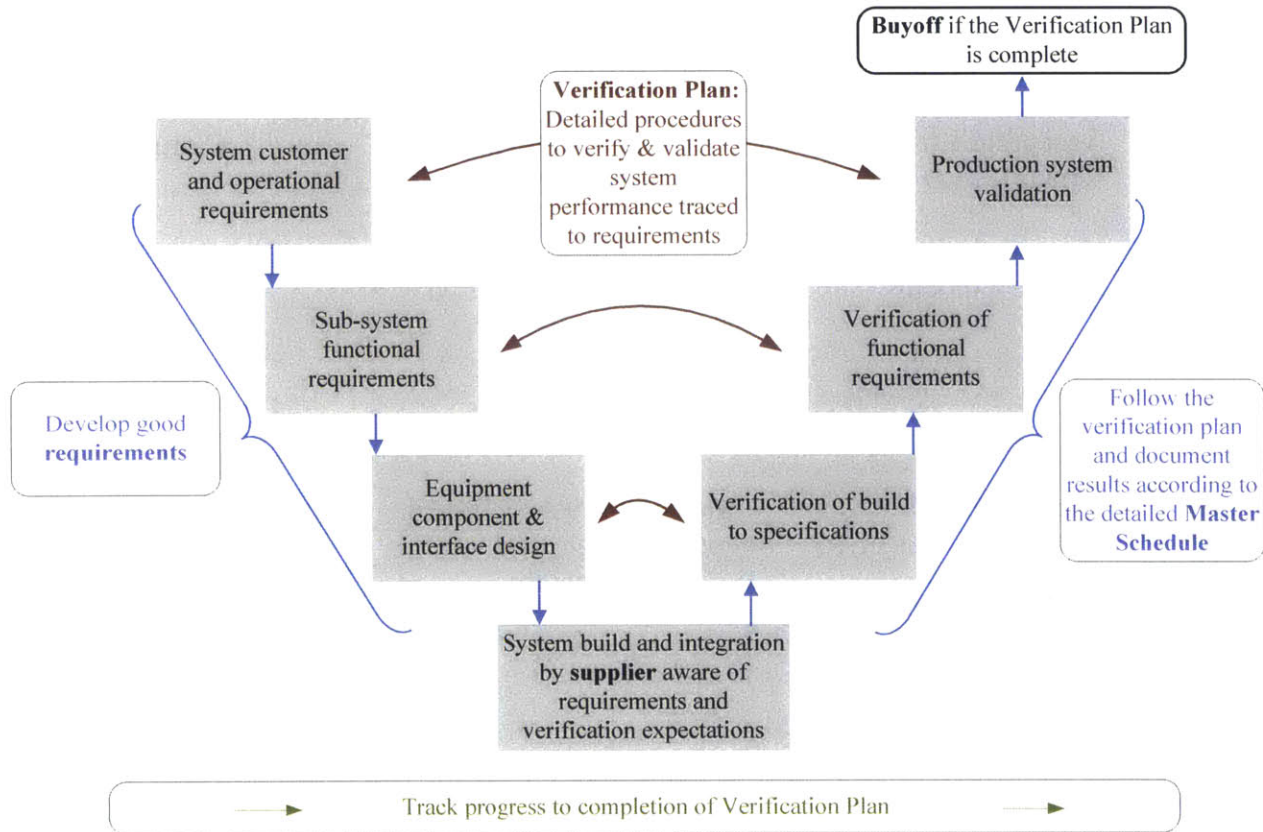 Buyoff if the Verification Plan
is complete
Verification Plan:
Detailed procedures
to verify & validate
system
performance traced
to requirements
System customer
and operational
requirements
Production system
validation
Sub-system
functional
requirements
Verification of
functional
requirements
Develop good
requirements
Follow the
verification plan
and document
results according to
the detailed Master
Schedule
Equipment
component &
interface design
Verification of build
to specifications
System build and integration
by supplier aware of
requirements and
verification expectations
Track progress to completion of Verification Plan